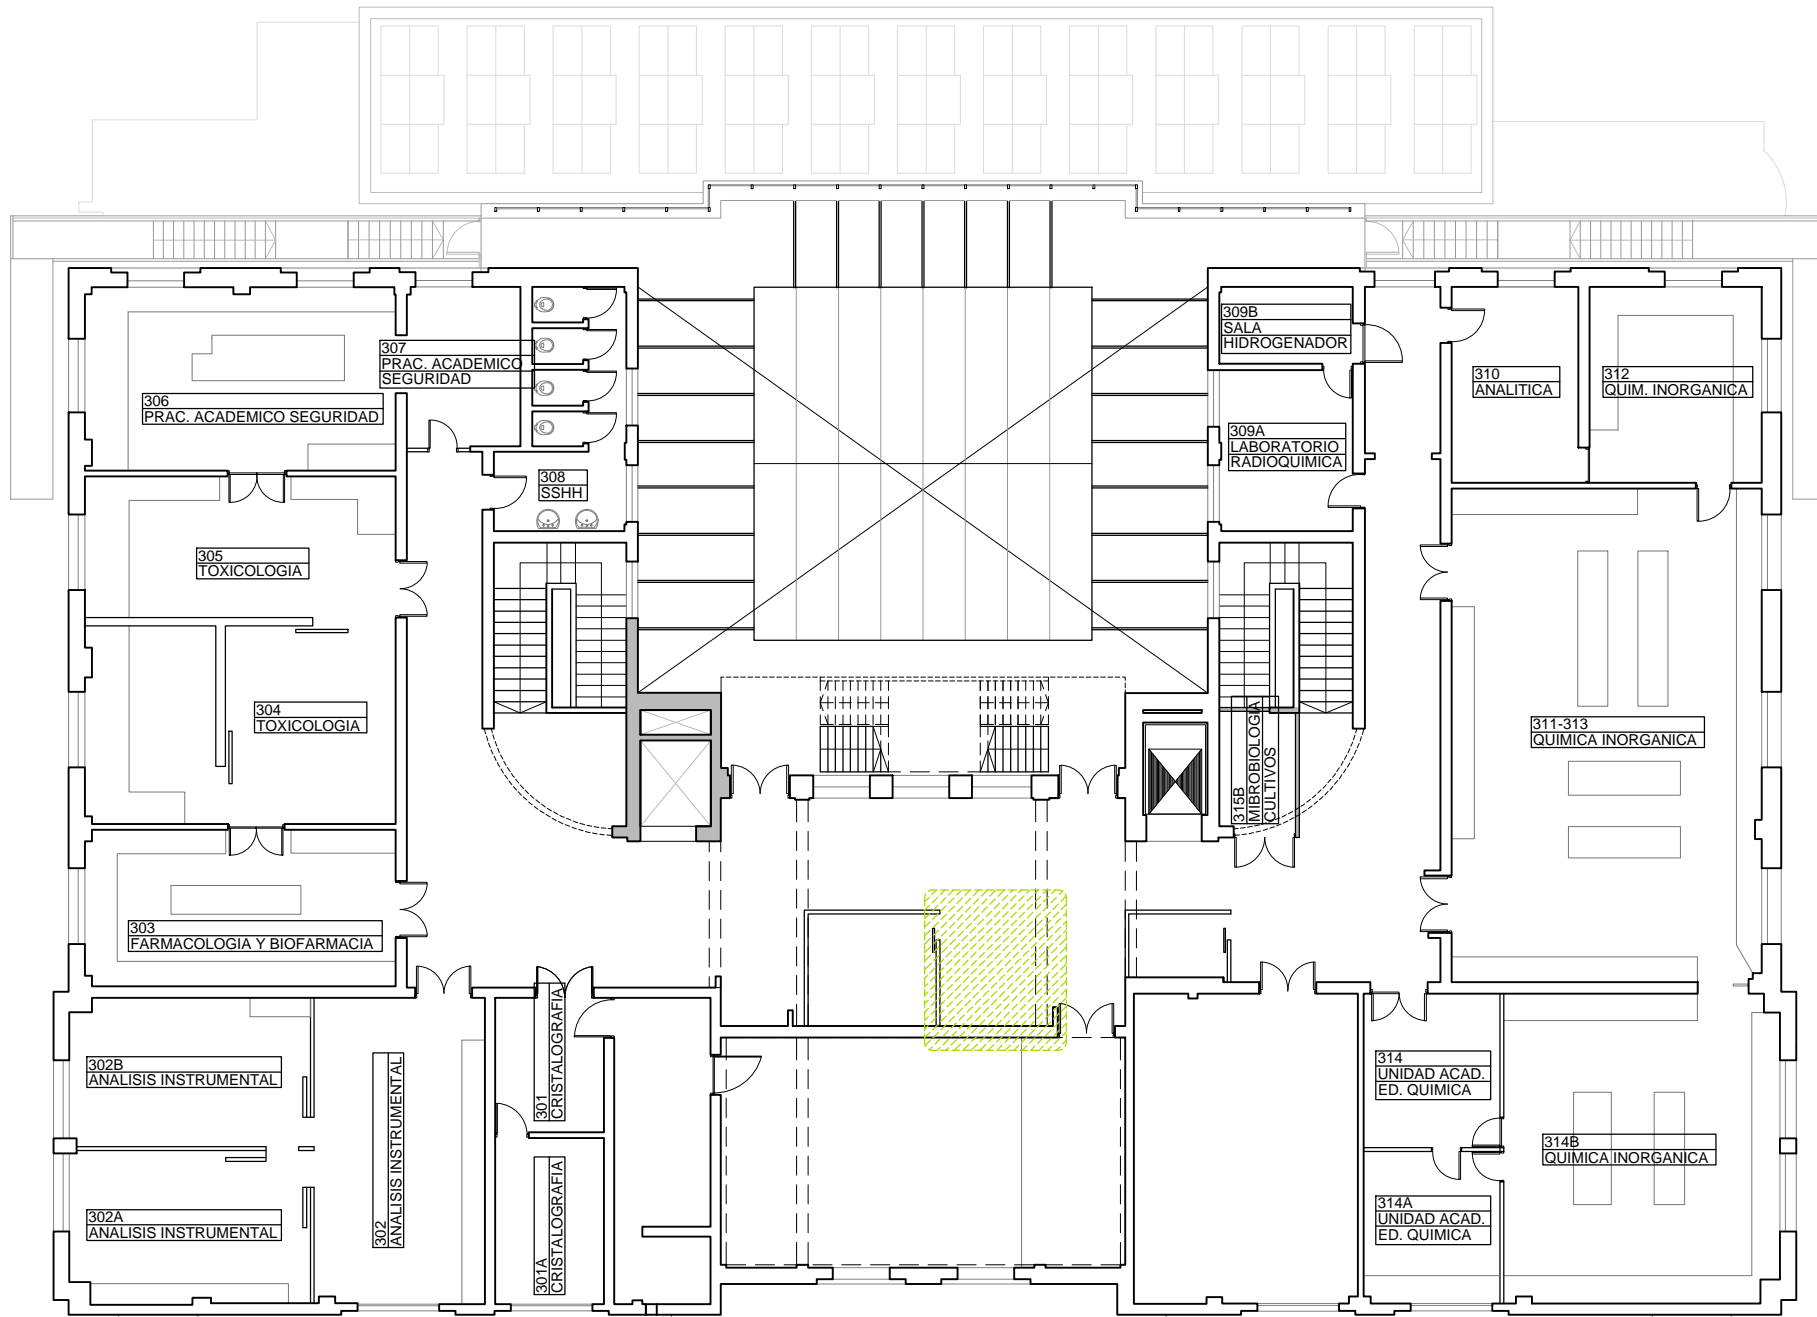 309B
SALA
HIDROGENADOR
307
PRAC. ACADEMICO
SEGURIDAD
310
ANALITICA
312
QUIM. INORGANICA
306
PRAC. ACADEMICO SEGURIDAD
309A
LABORATORIO
RADIOQUIMICA
308
SSHH
305
TOXICOLOGIA
304
TOXICOLOGIA
315B
MIBROBIOLOGIA
CULTIVOS
311-313
QUIMICA INORGANICA
303
FARMACOLOGIA Y BIOFARMACIA
302B
ANALISIS INSTRUMENTAL
302
ANALISIS INSTRUMENTAL
301
CRISTALOGRAFIA
314
UNIDAD ACAD.
ED. QUIMICA
314B
QUIMICA INORGANICA
302A
ANALISIS INSTRUMENTAL
301A
CRISTALOGRAFIA
314A
UNIDAD ACAD.
ED. QUIMICA